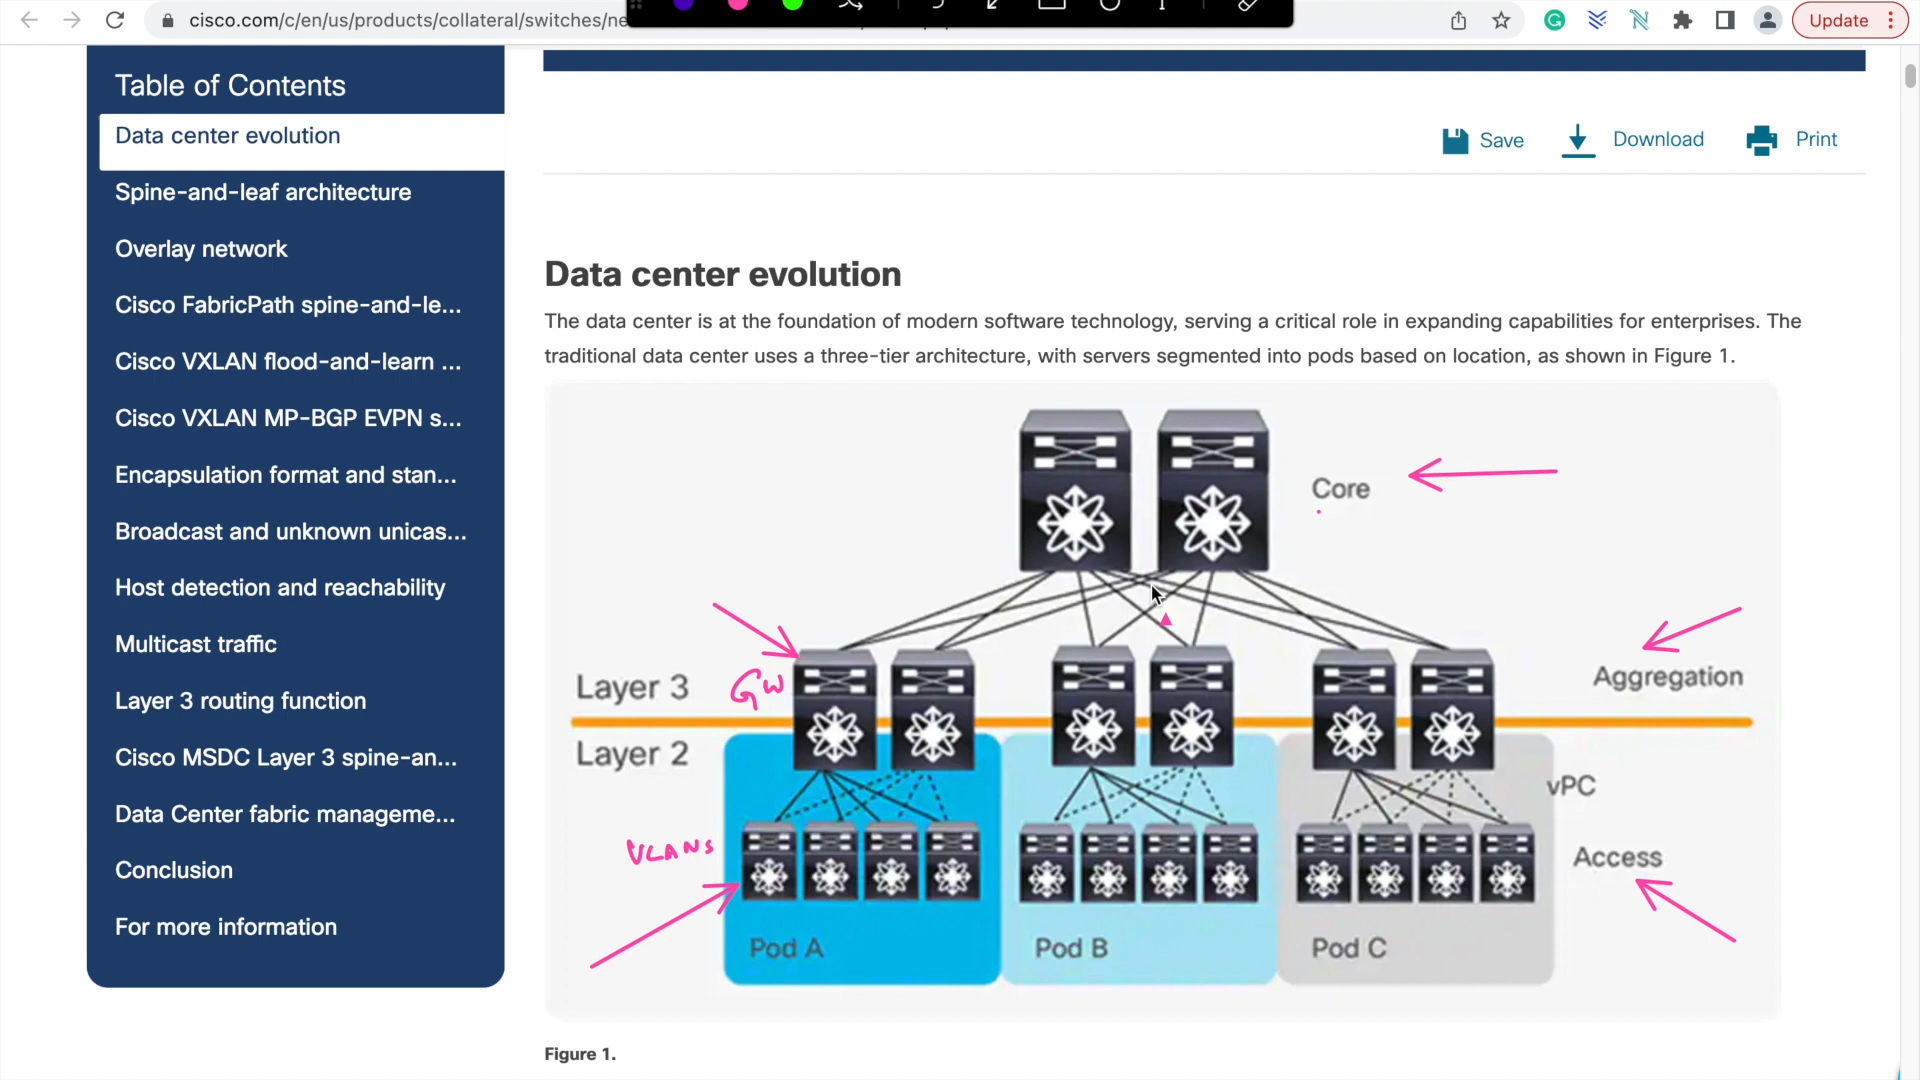 cisco.com/c/en/us/products/collateral/switches/ne
Update
Table of Contents
Data center evolution
Spine-and-leaf architecture
Overlay network
Cisco FabricPath spine-and-le...
Cisco VXLAN flood-and-learn ...
Cisco VXLAN MP-BGP EVPN s...
Encapsulation format and stan...
Broadcast and unknown unicas...
Host detection and reachability
Multicast traffic
Layer 3 routing function
Cisco MSDC Layer 3 spine-an...
Data Center fabric manageme...
Conclusion
For more information
Save
Download
Print
Data center evolution
The data center is at the foundation of modern software technology, serving a critical role in expanding capabilities for enterprises. The
traditional data center uses a three-tier architecture, with servers segmented into pods based on location, as shown in Figure 1.
Core
Layer 3
GW
Aggregation
Layer 2
vPC
VLANs
Access
Pod A
Pod B
Pod C
Figure 1.